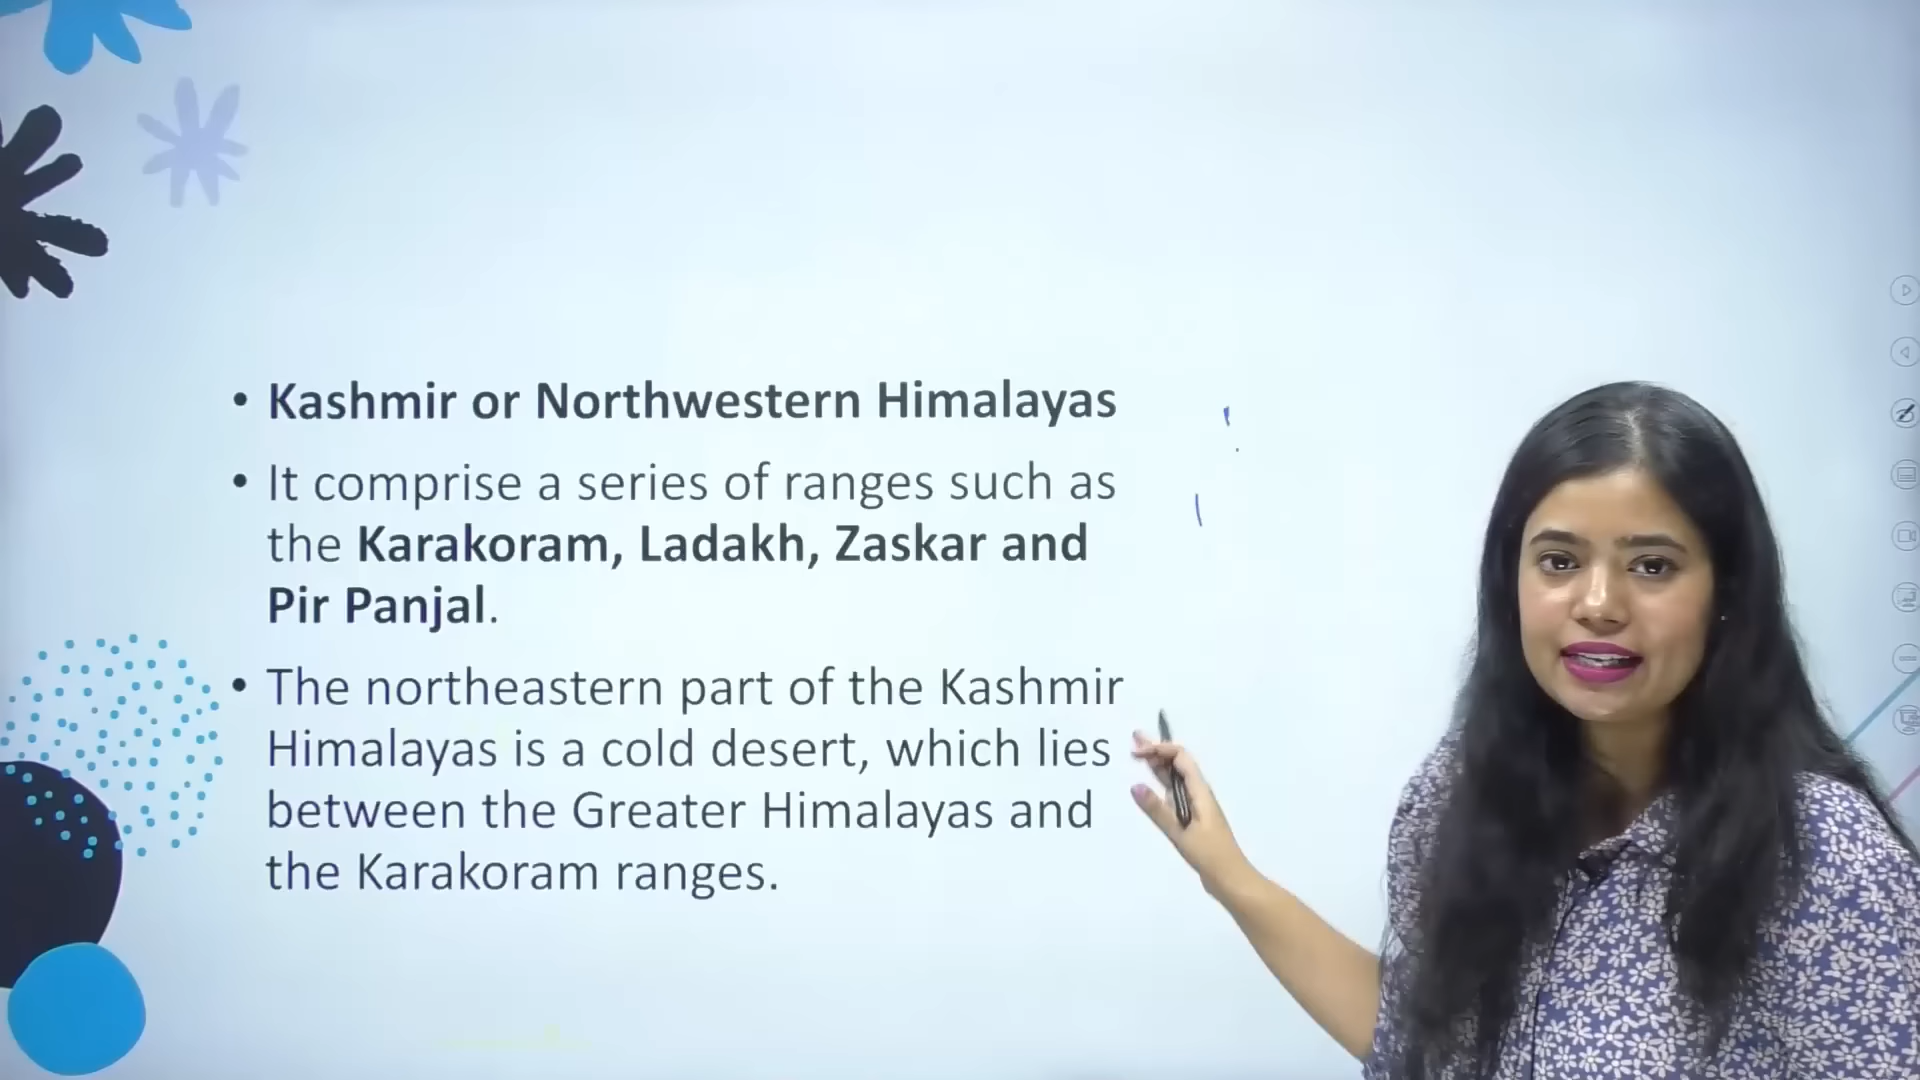 • Kashmir or Northwestern Himalayas
• It comprise a series of ranges such as
the Karakoram, Ladakh, Zaskar and
Pir Panjal.
• The northeastern part of the Kashmir
Himalayas is a cold desert, which lies
between the Greater Himalayas and
the Karakoram ranges.